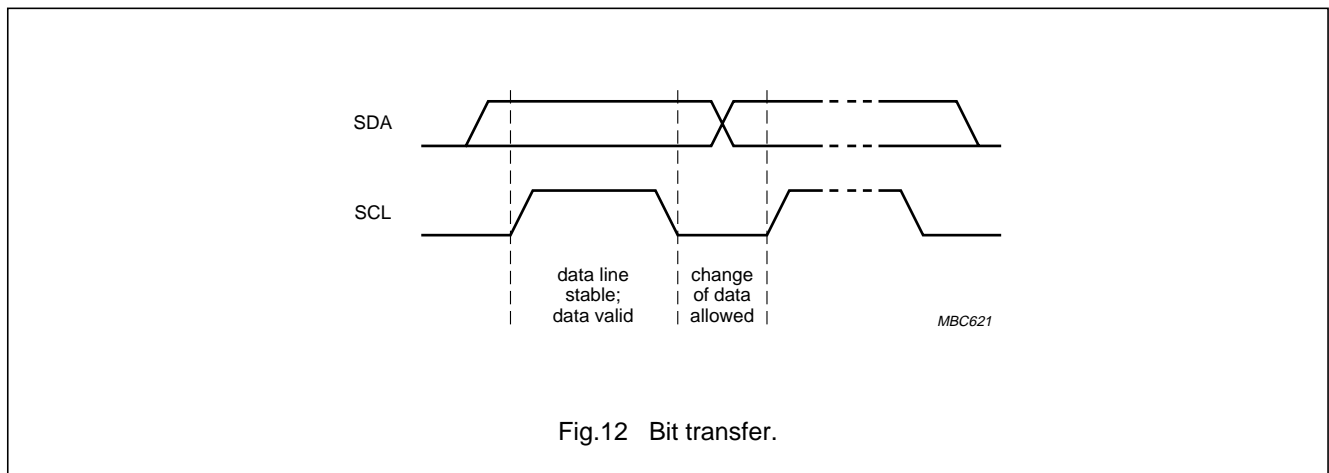 SDA
SCL
data line
stable;
data valid
change
of data
allowed
MBC621
Fig.12 Bit transfer.